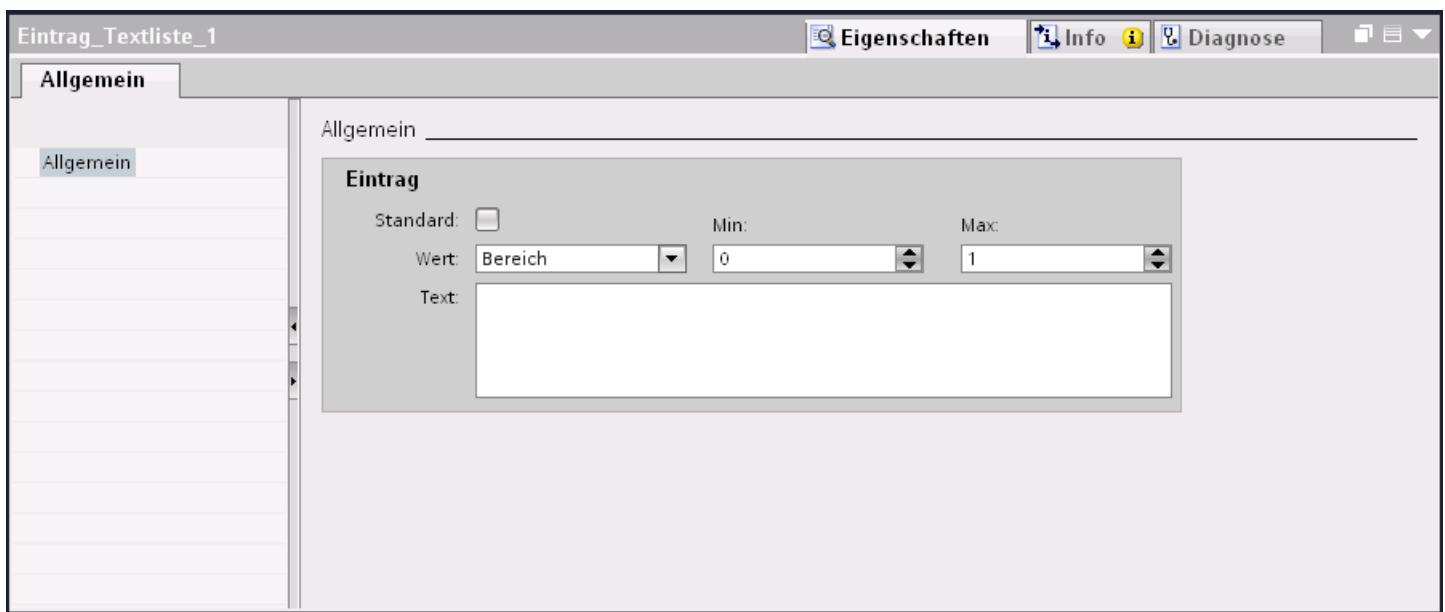 Eintrag_Textliste_1
Eigenschaften
Info
Diagnose
Allgemein
Allgemein
Allgemein
Eintrag
Standard:
Min:
Max:
Wert:
Bereich
0
1
Text: